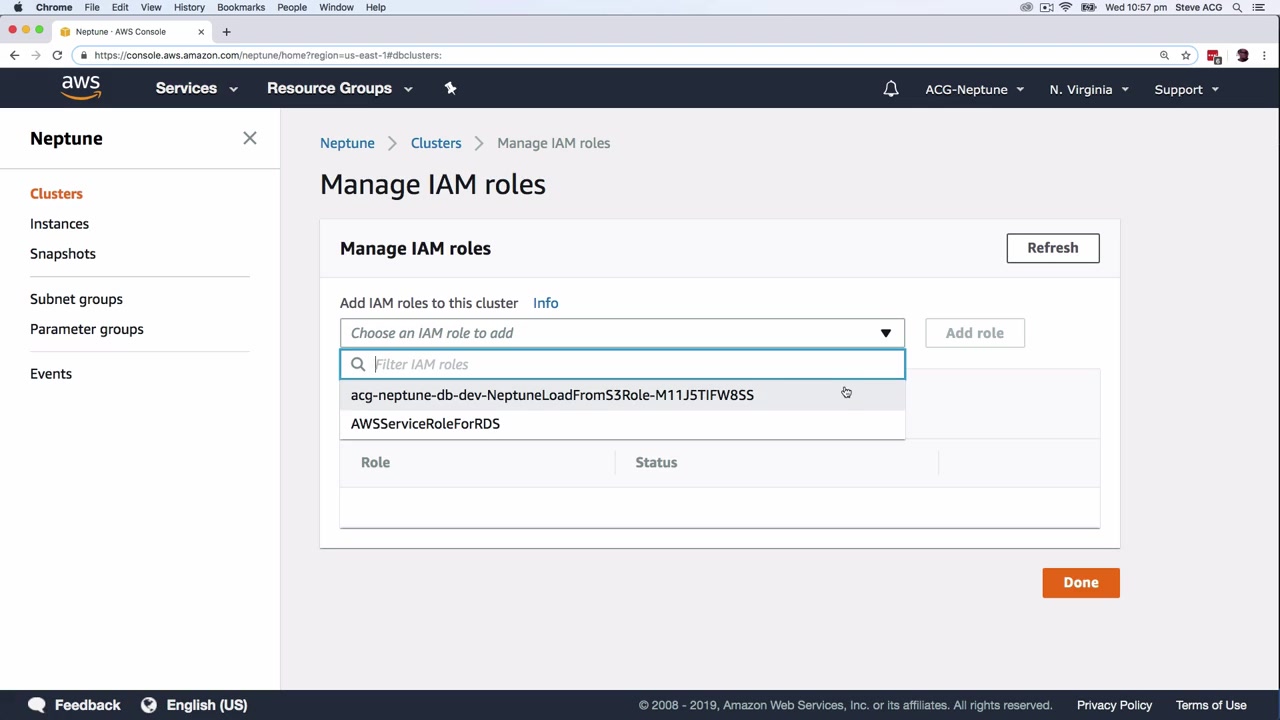 Chrome File Edit View History Bookmarks People Window Help Wed 10:57 pm Steve ACG
Neptune · AWS Console
https://console.aws.amazon.com/neptune/home?region=us-east-1#dbclusters:
aws Services Resource Groups ACG-Neptune N. Virginia Support
Neptune
Clusters
Instances
Snapshots
Subnet groups
Parameter groups
Events
Neptune Clusters Manage IAM roles
Manage IAM roles
Manage IAM roles Refresh
Add IAM roles to this cluster Info
Choose an IAM role to add Add role
Filter IAM roles
acg-neptune-db-dev-NeptuneLoadFromS3Role-M11J5TIFW8SS
AWSServiceRoleForRDS
Role Status
Done
Feedback English (US) © 2008 - 2019, Amazon Web Services, Inc. or its affiliates. All rights reserved. Privacy Policy Terms of Use